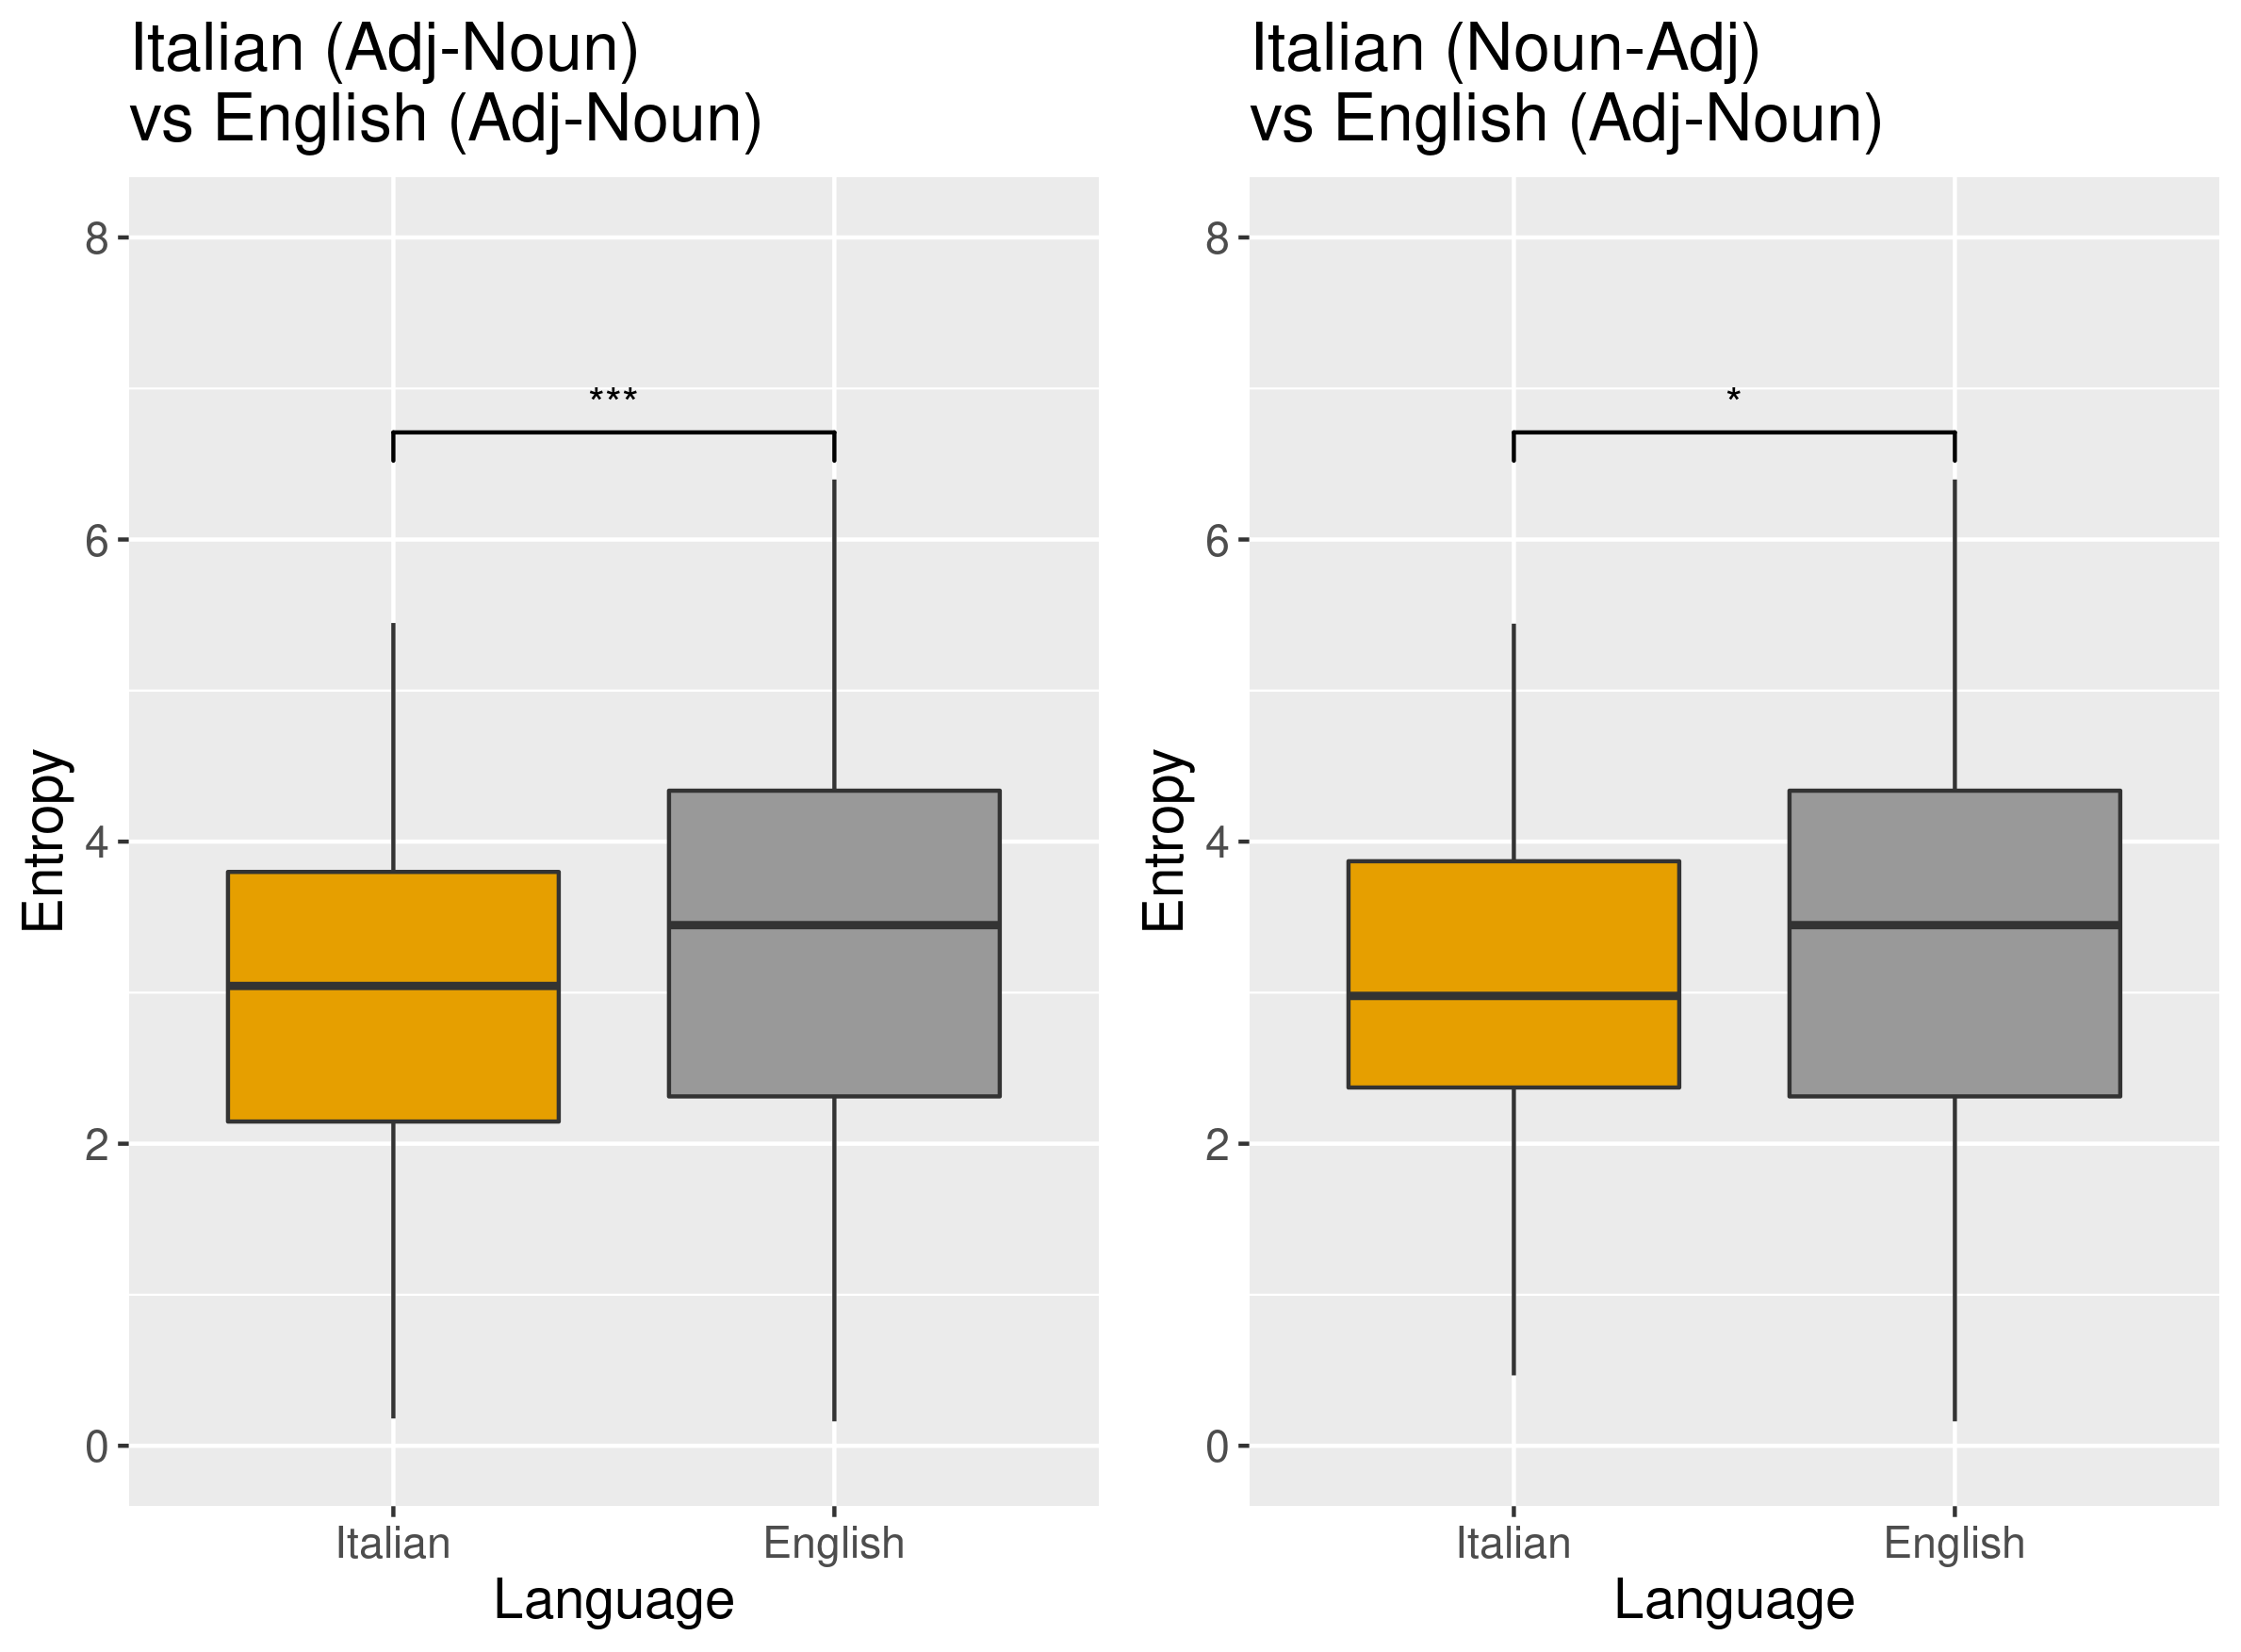 Italian (Adj-Noun)
vs English (Adj-Noun)
8
6
4
2
0
Entropy
***
Italian
English
Language
Italian (Noun-Adj)
vs English (Adj-Noun)
8
6
4
2
0
Entropy
*
Italian
English
Language